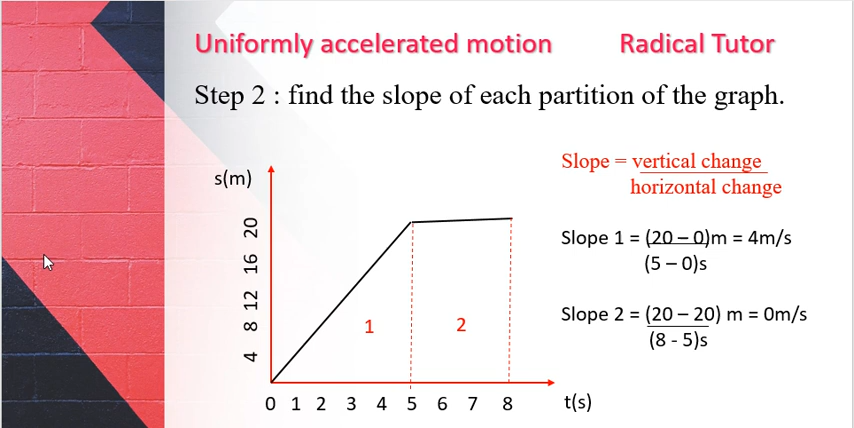 Uniformly accelerated motion Radical Tutor
Step 2 : find the slope of each partition of the graph.
Slope = vertical change
horizontal change
s(m)
20
16
12
8
4
1
2
0 1 2 3 4 5 6 7 8 t(s)
Slope 1 = (20 – 0)m = 4m/s
(5 – 0)s
Slope 2 = (20 – 20) m = 0m/s
(8 - 5)s